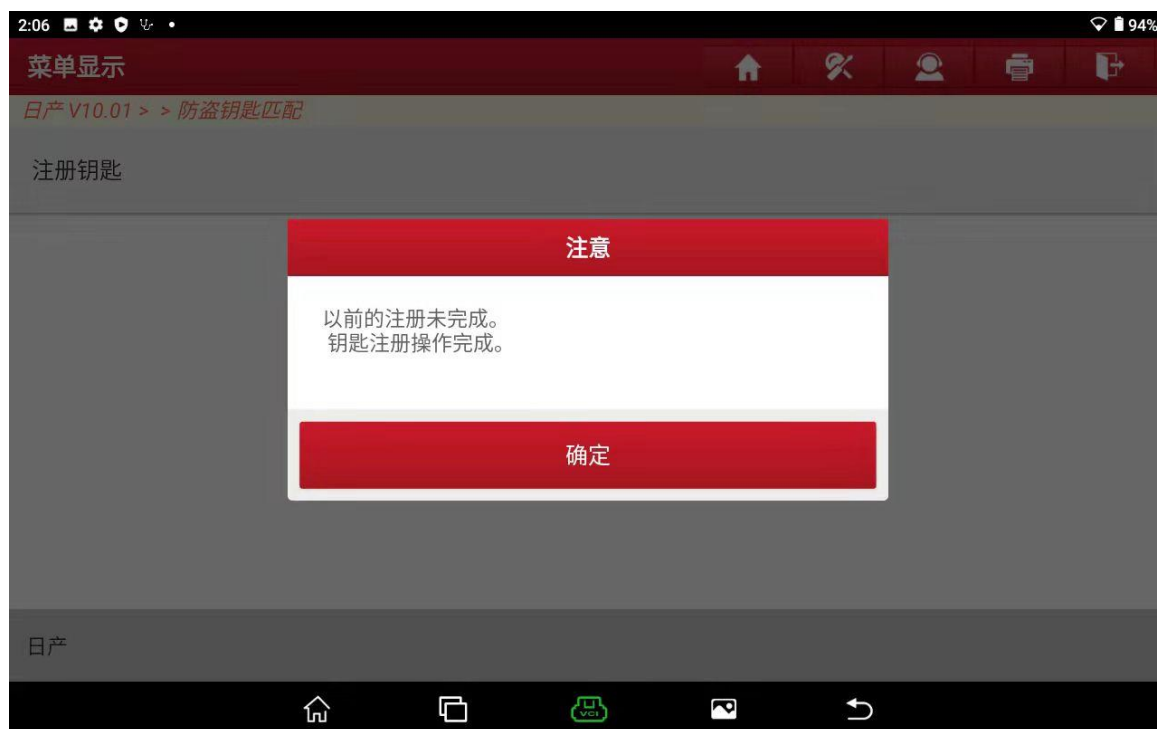 2:06
94%
菜单显示
日产 V10.01 > > 防盗钥匙匹配
注册钥匙
注意
以前的注册未完成。
钥匙注册操作完成。
确定
日产
VCI